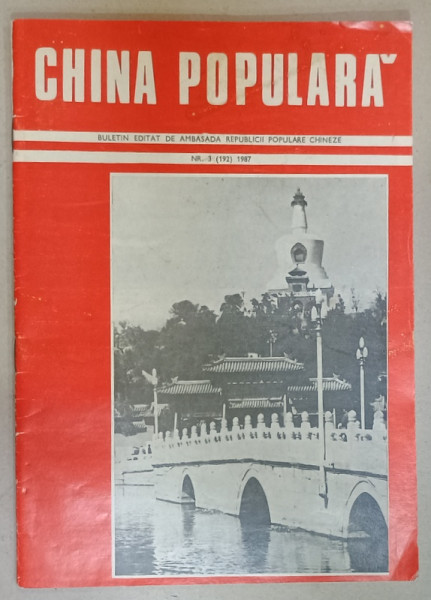 CHINA POPULARĂ
BULETIN EDITAT DE AMBASADA REPUBLICII POPULARE CHINEZE
NR. 3 (192) 1987